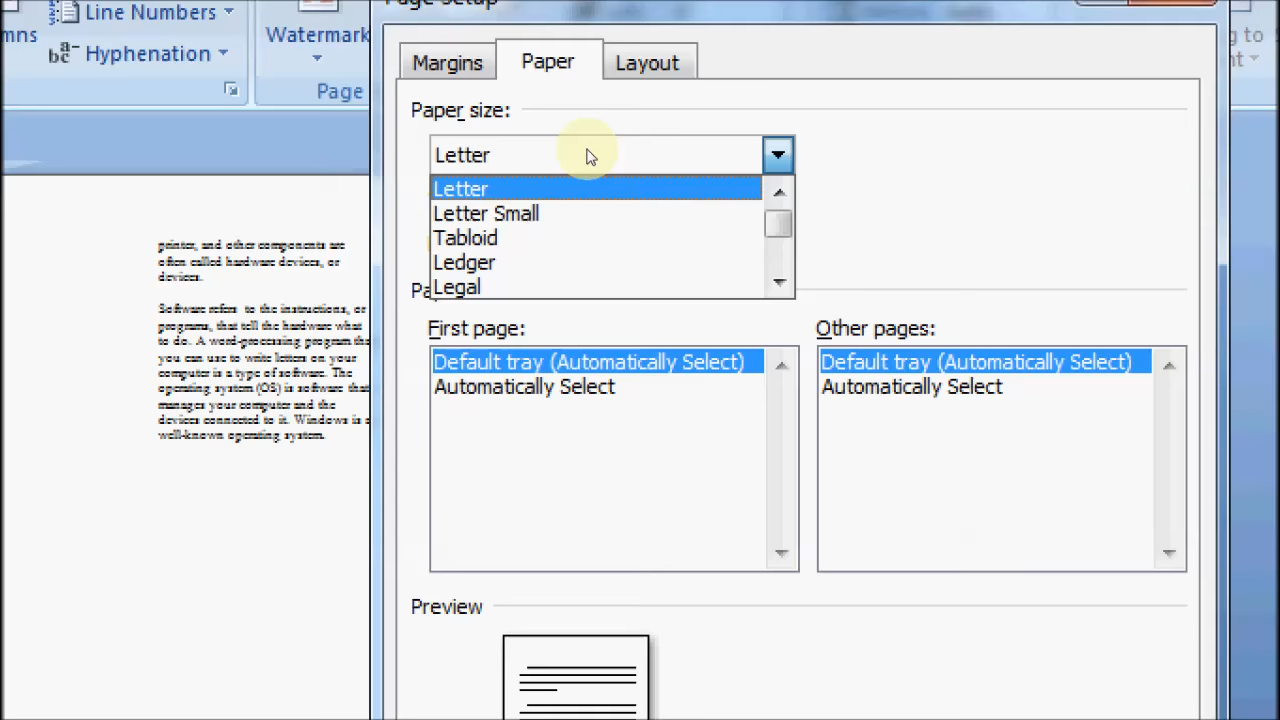 Line Numbers
Hyphenation
Watermark
Page
Page Setup
Margins
Paper
Layout
Paper size:
Letter
Letter
Letter Small
Tabloid
Ledger
Legal
First page:
Other pages:
Default tray (Automatically Select)
Automatically Select
Default tray (Automatically Select)
Automatically Select
Preview
printer, and other components are
often called hardware devices, or
devices.
Software refers to the instructions, or
programs, that tell the hardware what
to do. A word-processing program tha
you can use to write letters on your
computer is a type of software. The
operating system (OS) is software that
manages your computer and the
devices connected to it. Windows is a
well-known operating system.